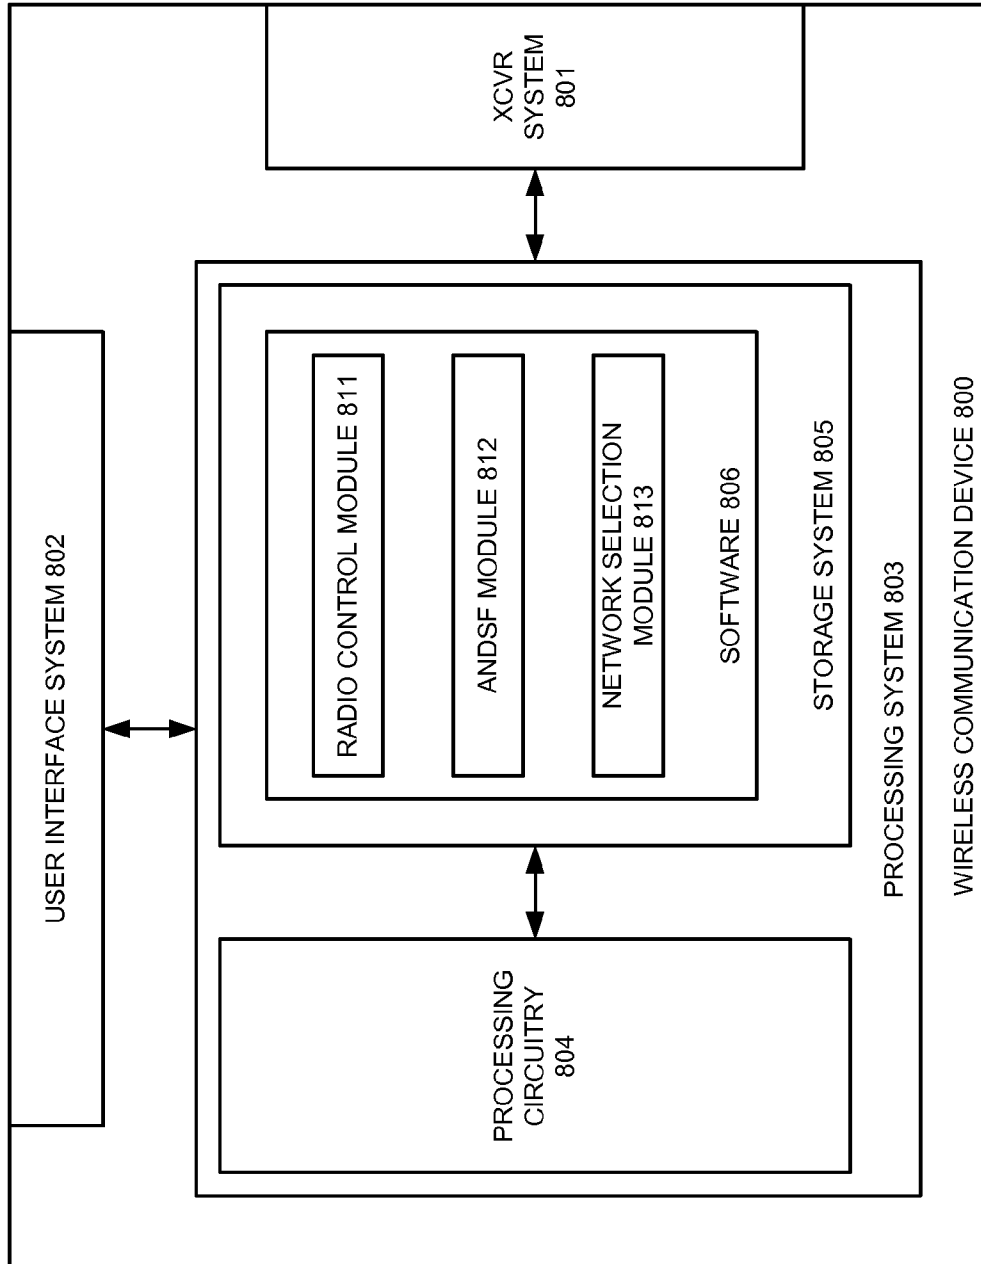 USER INTERFACE SYSTEM 802
PROCESSING
CIRCUITRY
804
RADIO CONTROL MODULE 811
ANDSF MODULE 812
NETWORK SELECTION
MODULE 813
SOFTWARE 806
STORAGE SYSTEM 805
PROCESSING SYSTEM 803
XCVR
SYSTEM
801
WIRELESS COMMUNICATION DEVICE 800